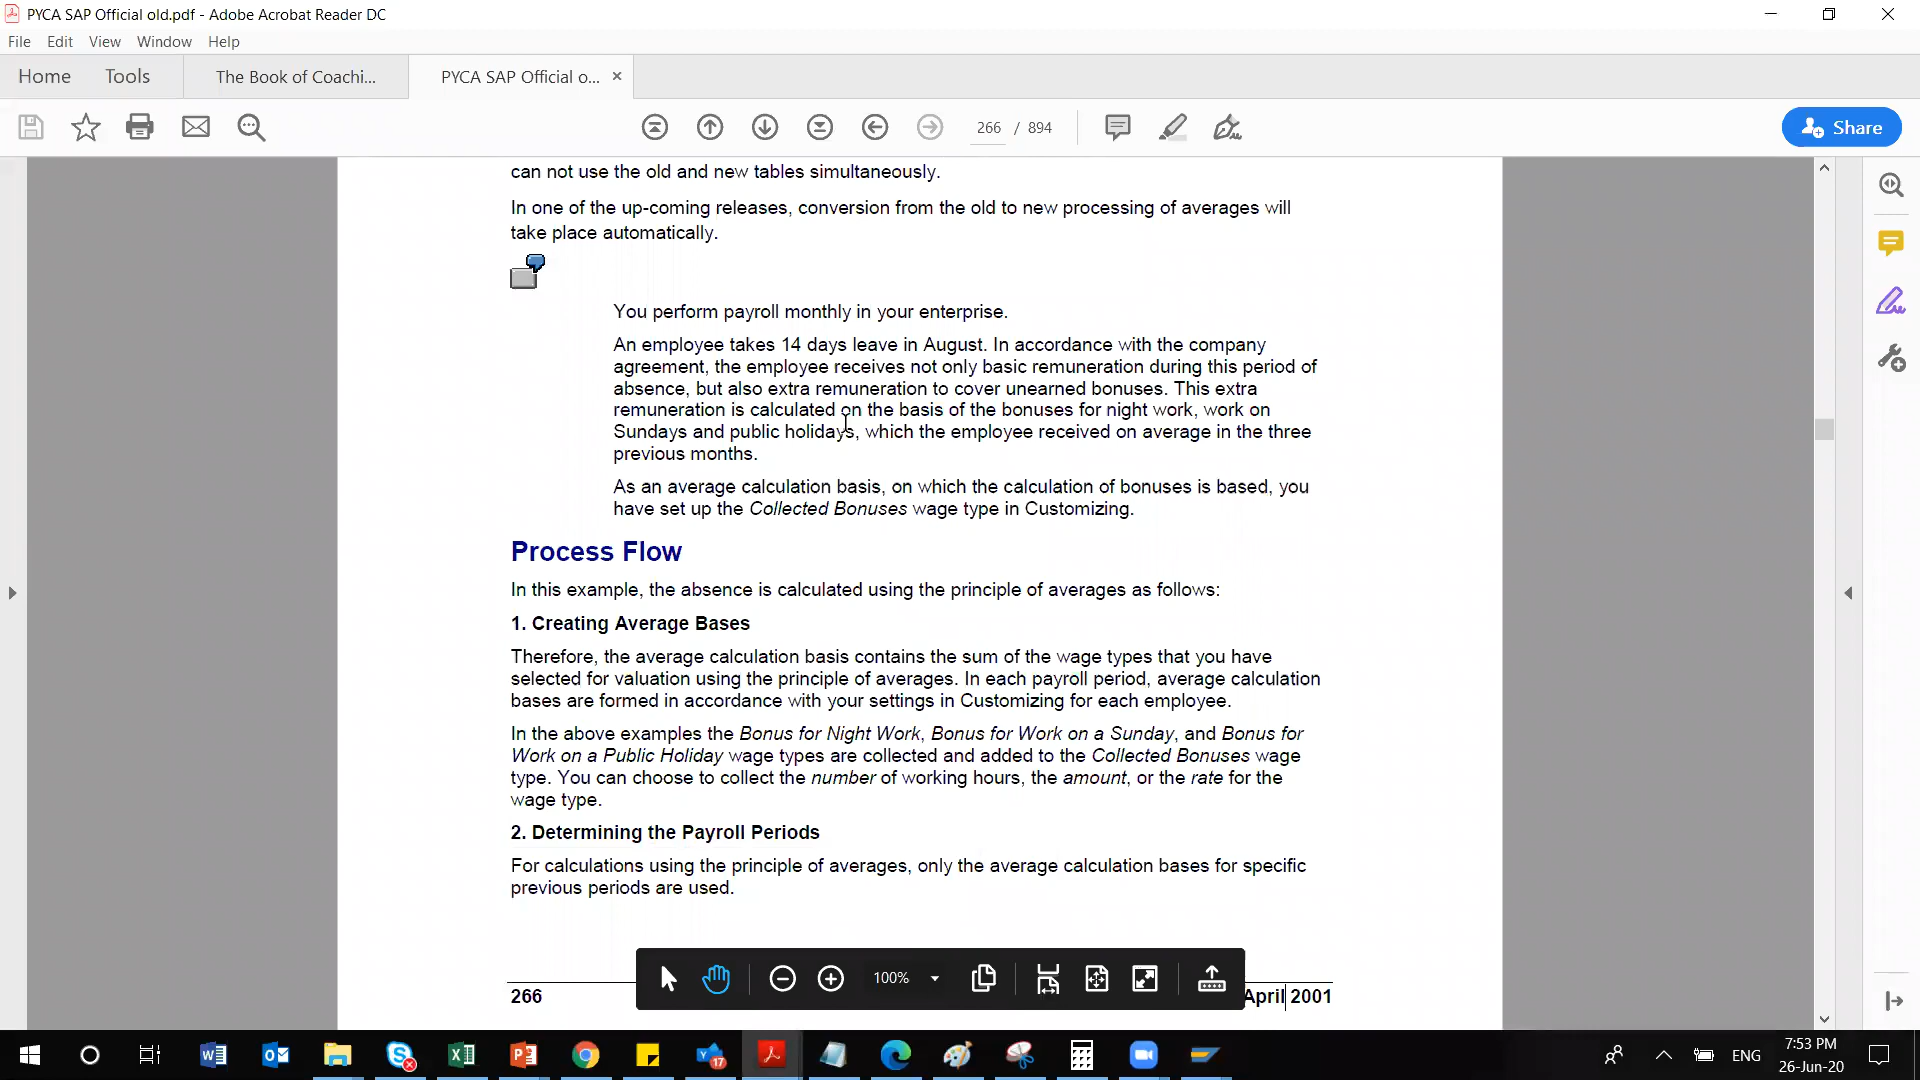 PYCA SAP Official old.pdf - Adobe Acrobat Reader DC
File Edit View Window Help
Home Tools The Book of Coachi... PYCA SAP Official o...
266 / 894
Share
can not use the old and new tables simultaneously.
In one of the up-coming releases, conversion from the old to new processing of averages will
take place automatically.
You perform payroll monthly in your enterprise.
An employee takes 14 days leave in August. In accordance with the company
agreement, the employee receives not only basic remuneration during this period of
absence, but also extra remuneration to cover unearned bonuses. This extra
remuneration is calculated on the basis of the bonuses for night work, work on
Sundays and public holidays, which the employee received on average in the three
previous months.
As an average calculation basis, on which the calculation of bonuses is based, you
have set up the Collected Bonuses wage type in Customizing.
Process Flow
In this example, the absence is calculated using the principle of averages as follows:
1. Creating Average Bases
Therefore, the average calculation basis contains the sum of the wage types that you have
selected for valuation using the principle of averages. In each payroll period, average calculation
bases are formed in accordance with your settings in Customizing for each employee.
In the above examples the Bonus for Night Work, Bonus for Work on a Sunday, and Bonus for
Work on a Public Holiday wage types are collected and added to the Collected Bonuses wage
type. You can choose to collect the number of working hours, the amount, or the rate for the
wage type.
2. Determining the Payroll Periods
For calculations using the principle of averages, only the average calculation bases for specific
previous periods are used.
100%
266 April 2001
17
ENG
7:53 PM
26-Jun-20